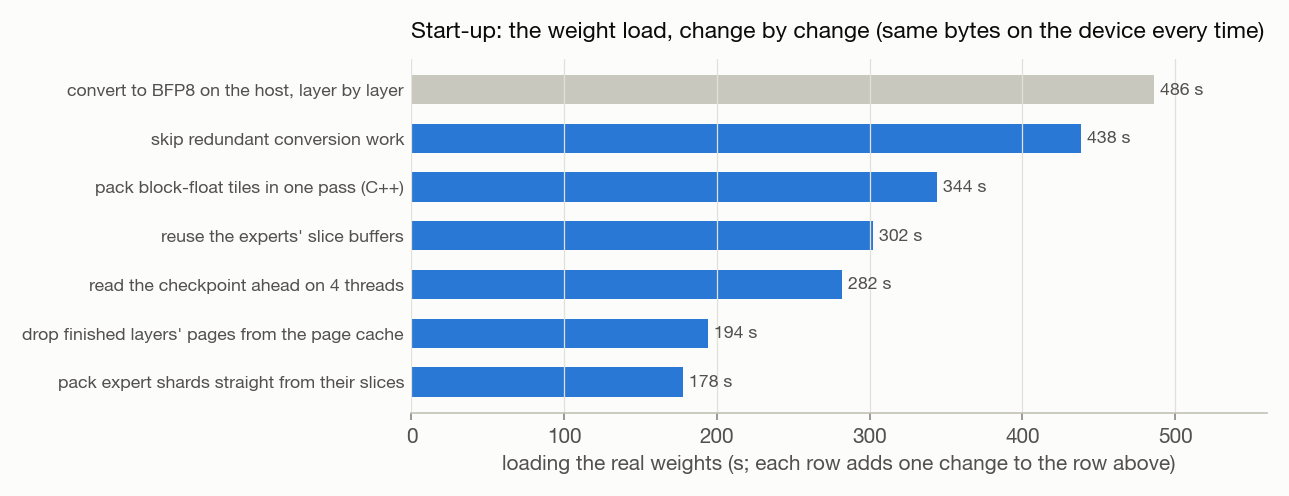 Start-up: the weight load, change by change (same bytes on the device every time)
convert to BFP8 on the host, layer by layer
486 s
skip redundant conversion work
438 s
pack block-float tiles in one pass (C++)
344 s
reuse the experts' slice buffers
302 s
read the checkpoint ahead on 4 threads
282 s
drop finished layers' pages from the page cache
194 s
pack expert shards straight from their slices
178 s
0 100 200 300 400 500
loading the real weights (s; each row adds one change to the row above)